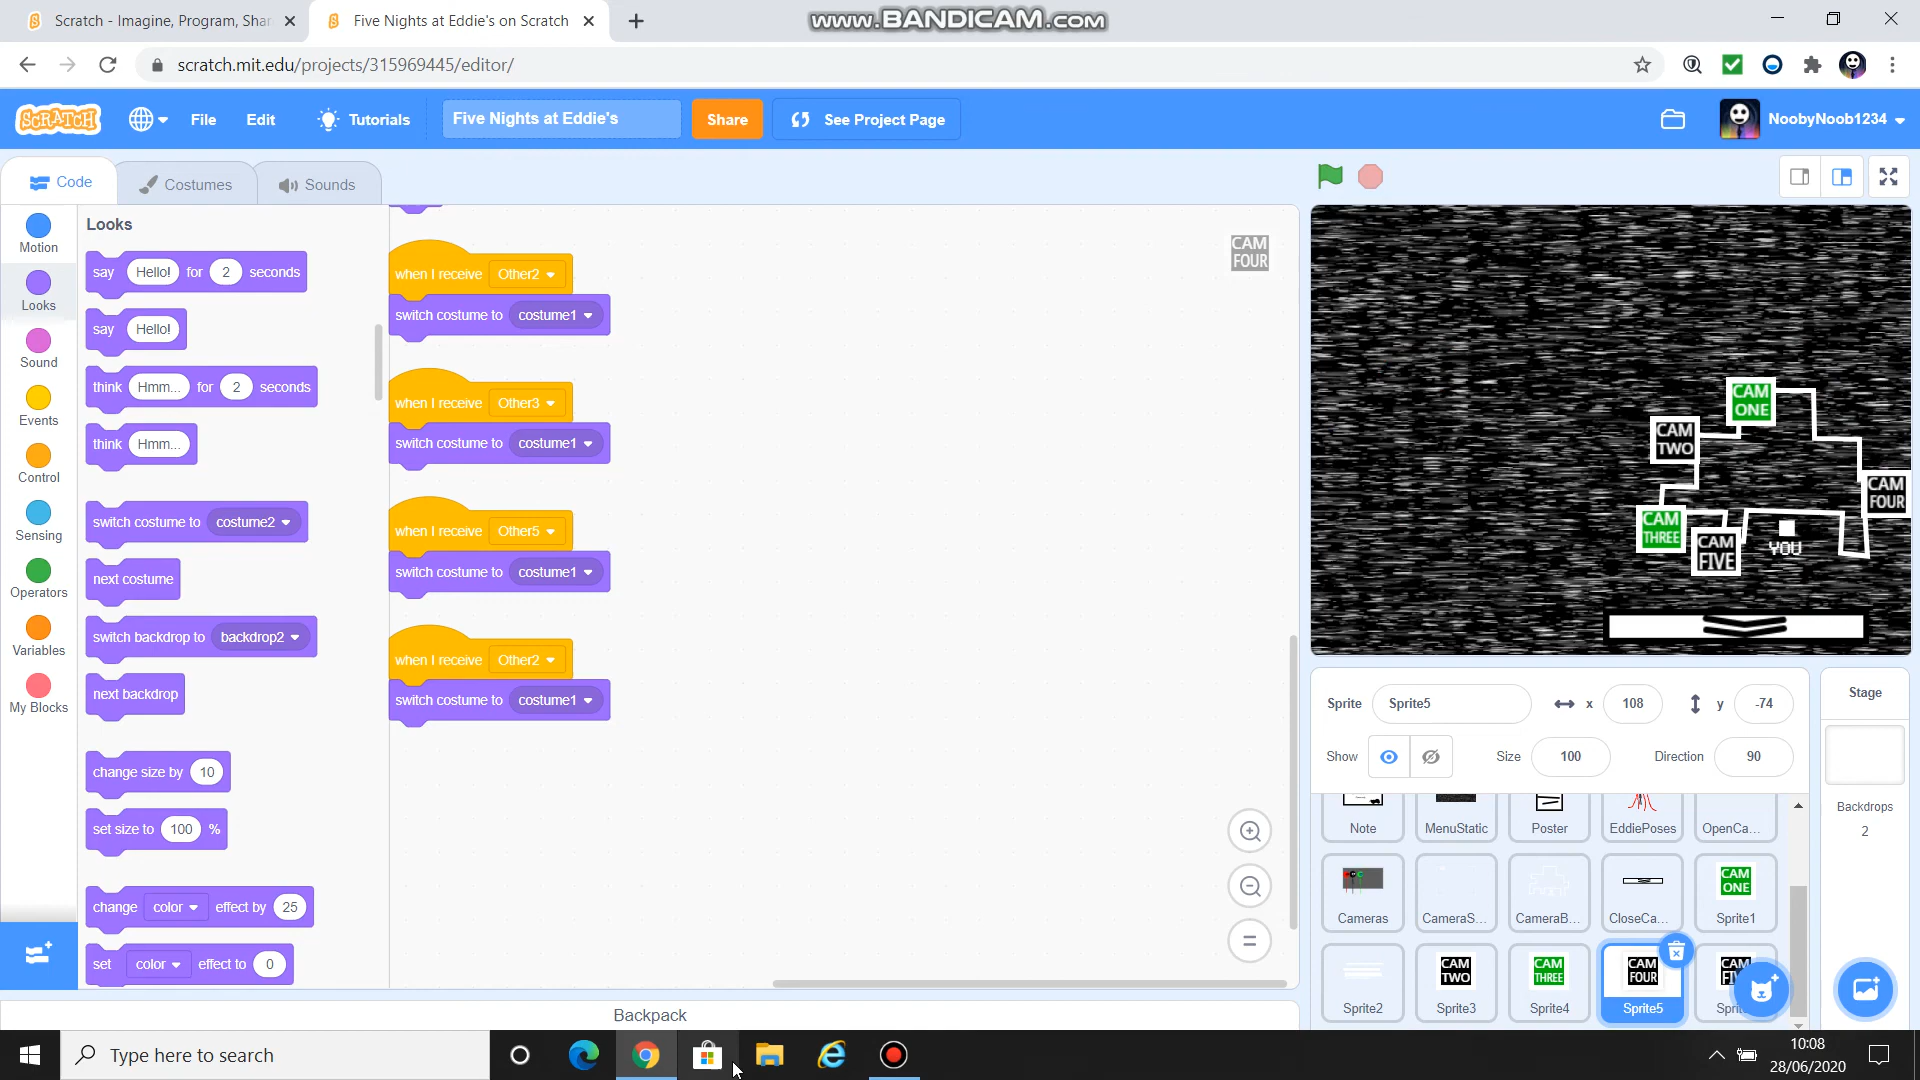 Scratch - Imagine, Program, Shar
Five Nights at Eddie's on Scratch
www.BANDICAM.com
scratch.mit.edu/projects/315969445/editor/
SCRATCH
File
Edit
Tutorials
Five Nights at Eddie's
Share
See Project Page
NoobyNoob1234
Code
Costumes
Sounds
Motion
Looks
Sound
Events
Control
Sensing
Operators
Variables
My Blocks
Looks
say Hello! for 2 seconds
say Hello!
think Hmm... for 2 seconds
think Hmm...
switch costume to costume2
next costume
switch backdrop to backdrop2
next backdrop
change size by 10
set size to 100 %
change color effect by 25
set color effect to 0
when I receive Other2
switch costume to costume1
when I receive Other3
switch costume to costume1
when I receive Other5
switch costume to costume1
when I receive Other2
switch costume to costume1
CAM
FOUR
CAM
ONE
CAM
TWO
CAM
FOUR
CAM
THREE
CAM
FIVE
YOU
Sprite Sprite5 x 108 y -74
Show Size 100 Direction 90
Stage
Backdrops
2
Note
MenuStatic
Poster
EddiePoses
OpenCa...
Cameras
CameraS...
CameraB...
CloseCa...
CAM
ONE
Sprite1
Sprite2
CAM
TWO
Sprite3
CAM
THREE
Sprite4
CAM
FOUR
Sprite5
CAM
Backpack
Type here to search
10:08
28/06/2020